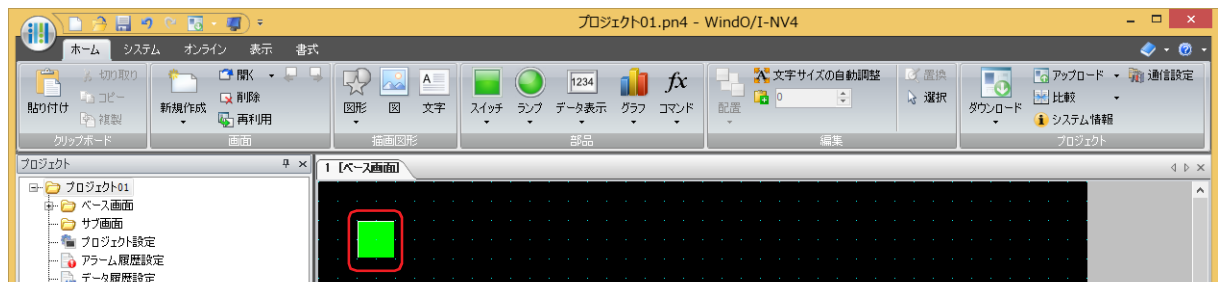 プロジェクト01.pn4 - WindO/I-NV4
ホーム システム オンライン 表示 書式
貼り付け 切り取り コピー 複製
新規作成 開く 削除 再利用
図形 図 文字
スイッチ ランプ 1234 データ表示 グラフ fx コマンド
配置 文字サイズの自動調整 0 置換 選択
ダウンロード アップロード 比較 システム情報 通信設定
クリップボード 画面 描画図形 部品 編集 プロジェクト
プロジェクト
1 [ベース画面]
プロジェクト01
ベース画面
サブ画面
プロジェクト設定
アラーム履歴設定
データ履歴設定